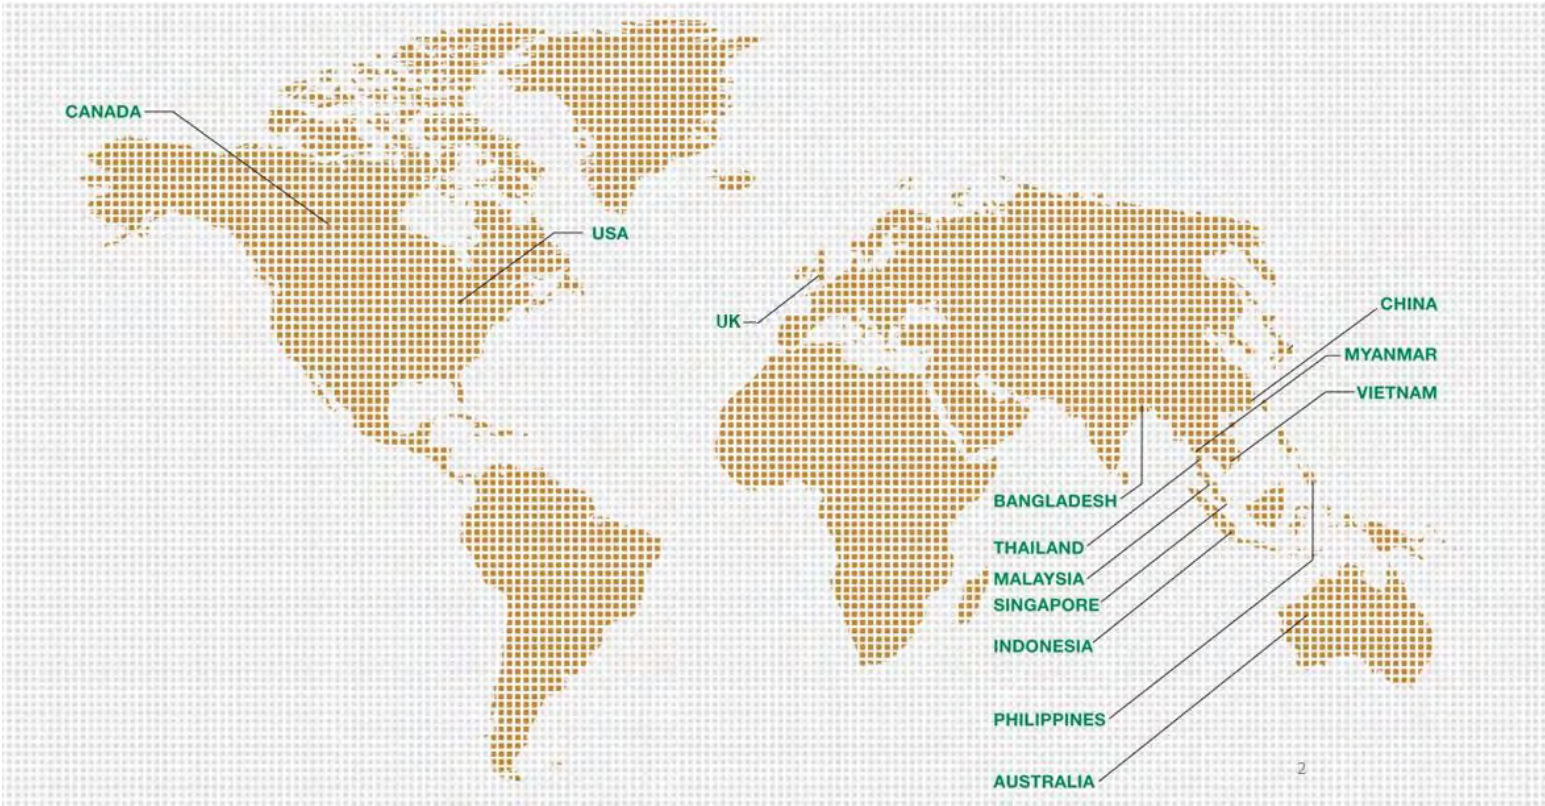 CANADA
USA
UK
CHINA
MYANMAR
VIETNAM
BANGLADESH
THAILAND
MALAYSIA
SINGAPORE
INDONESIA
PHILIPPINES
AUSTRALIA
2